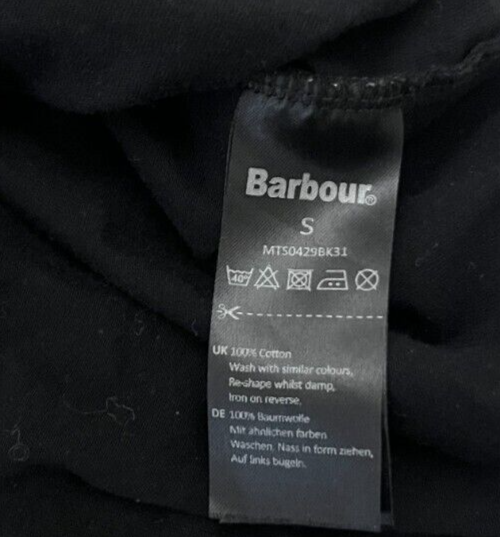 Barbour®
S
MTS0429BK31
40°
UK 100% Cotton
Wash with similar colours,
Re-shape whilst damp,
Iron on reverse.
DE 100% Baumwolle
Mit ähnlichen farben
Waschen, Nass in form ziehen,
Auf links bugeln.